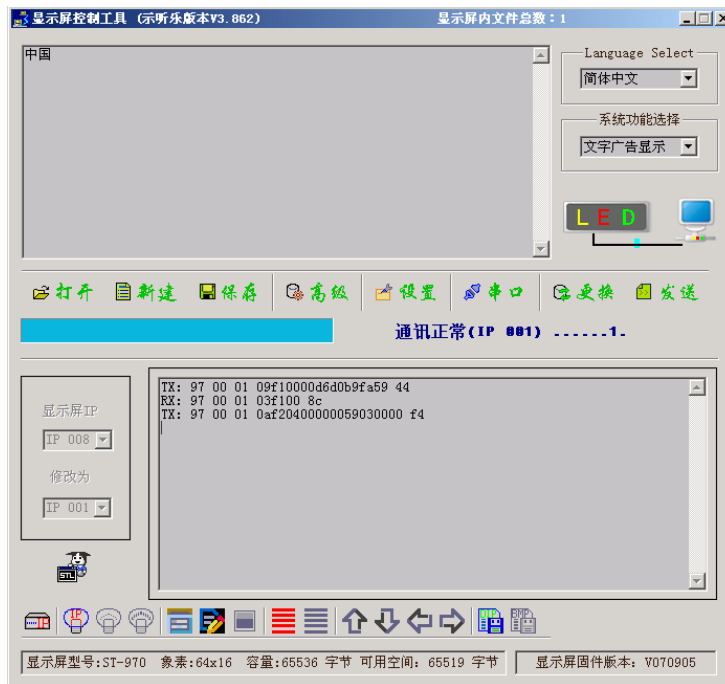 显示屏控制工具 (示听乐版本V3.862) 显示屏内文件总数:1
中国
Language Select
简体中文
系统功能选择
文字广告显示
LED
打开 新建 保存 高级 设置 串口 更换 发送
通讯正常(IP 001) ......1.
显示屏IP
IP 008
修改为
IP 001
TX: 97 00 01 09f10000d6d0b9fa59 44
RX: 97 00 01 03f100 8c
TX: 97 00 01 0af20400000059030000 f4
STL
IP IP
UTP BMP
显示屏型号:ST-970 象素:64x16 容量:65536 字节 可用空间: 65519 字节 显示屏固件版本: V070905